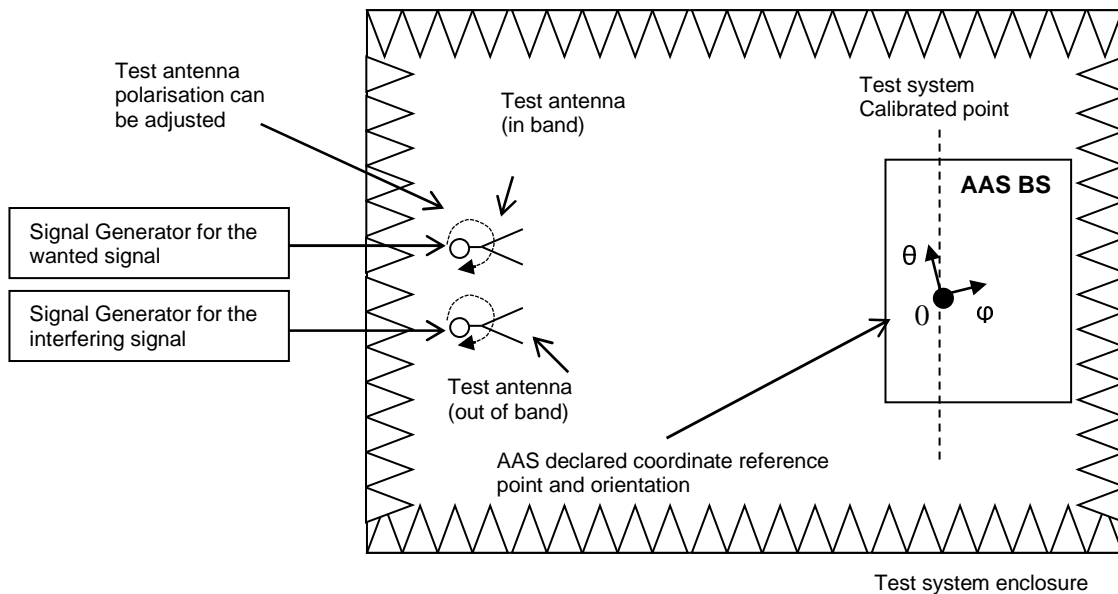 Test antenna
polarisation can
be adjusted
Test antenna
(in band)
Test system
Calibrated point
AAS BS
Signal Generator for the
wanted signal
θ
0
φ
Signal Generator for the
interfering signal
Test antenna
(out of band)
AAS declared coordinate reference
point and orientation
Test system enclosure